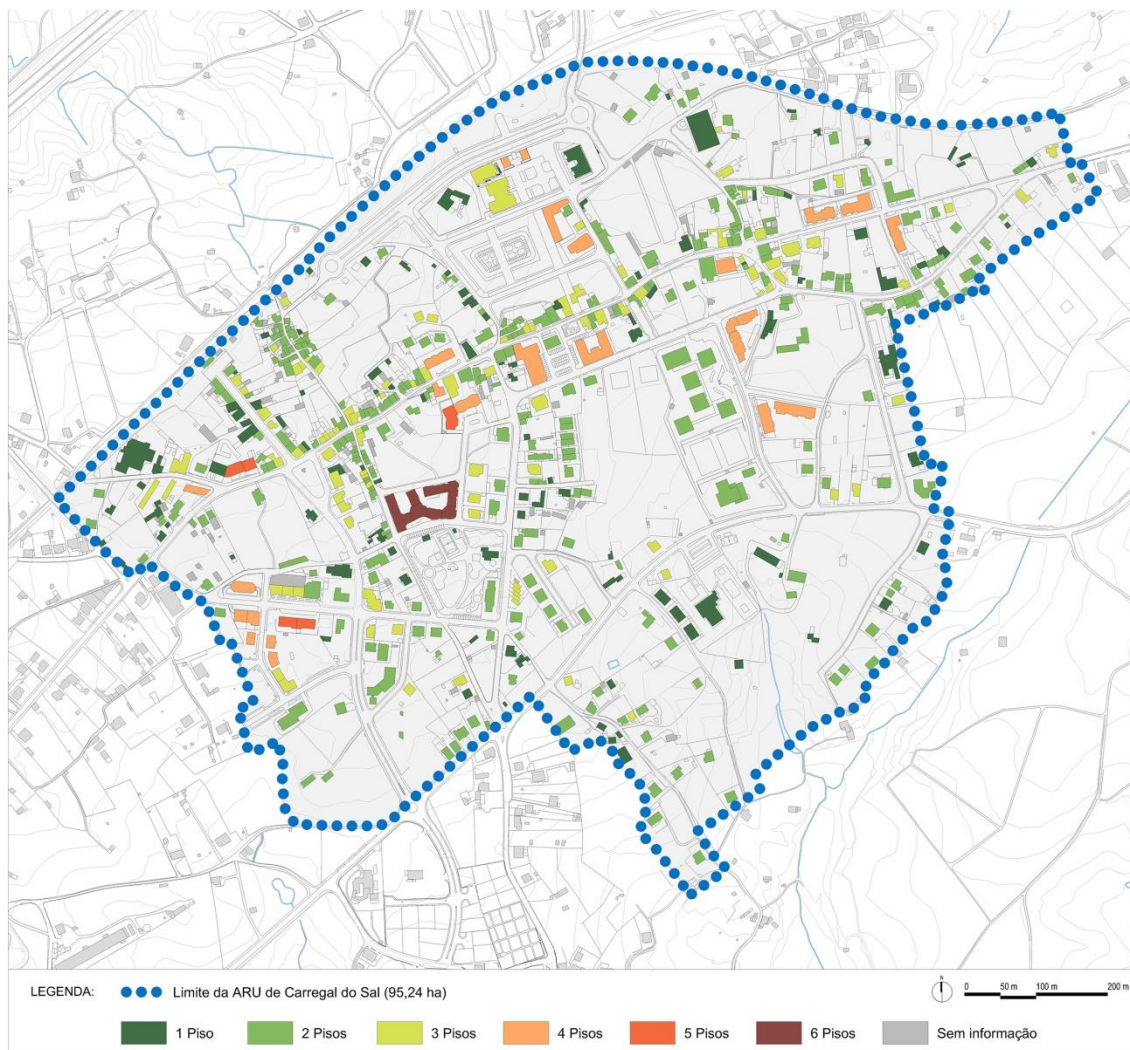 LEGENDA:
Limite da ARU de Carregal do Sal (95,24 ha)
N
0 50 m 100 m 200 m
1 Piso
2 Pisos
3 Pisos
4 Pisos
5 Pisos
6 Pisos
Sem informação